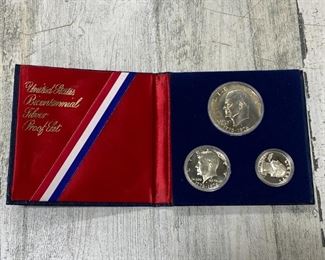 United States
Bicentennial
Silver
Proof Set